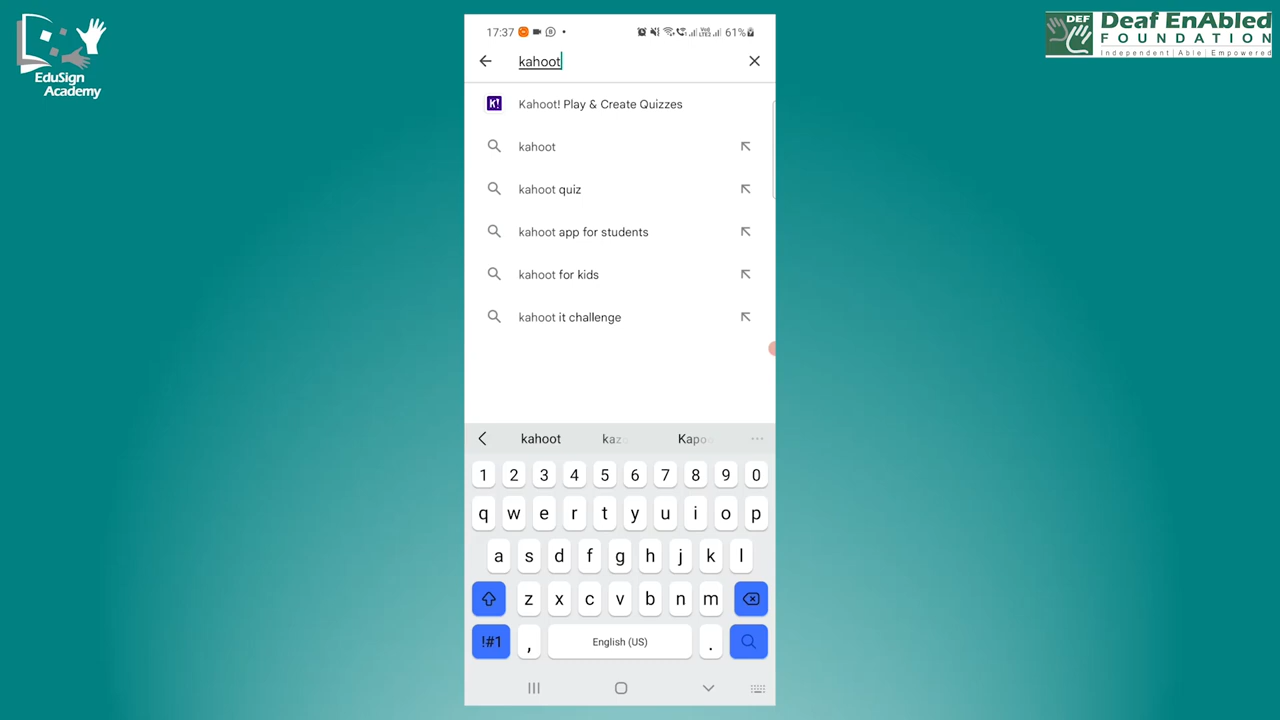 EduSign
Academy
DEF
Deaf EnAbled
FOUNDATION
Independent | Able | Empowered
17:37
61%
kahoot
K! Kahoot! Play & Create Quizzes
kahoot
kahoot quiz
kahoot app for students
kahoot for kids
kahoot it challenge
kahoot kaz Kapo
1 2 3 4 5 6 7 8 9 0
q w e r t y u i o p
a s d f g h j k l
z x c v b n m
!#1 , English (US) .